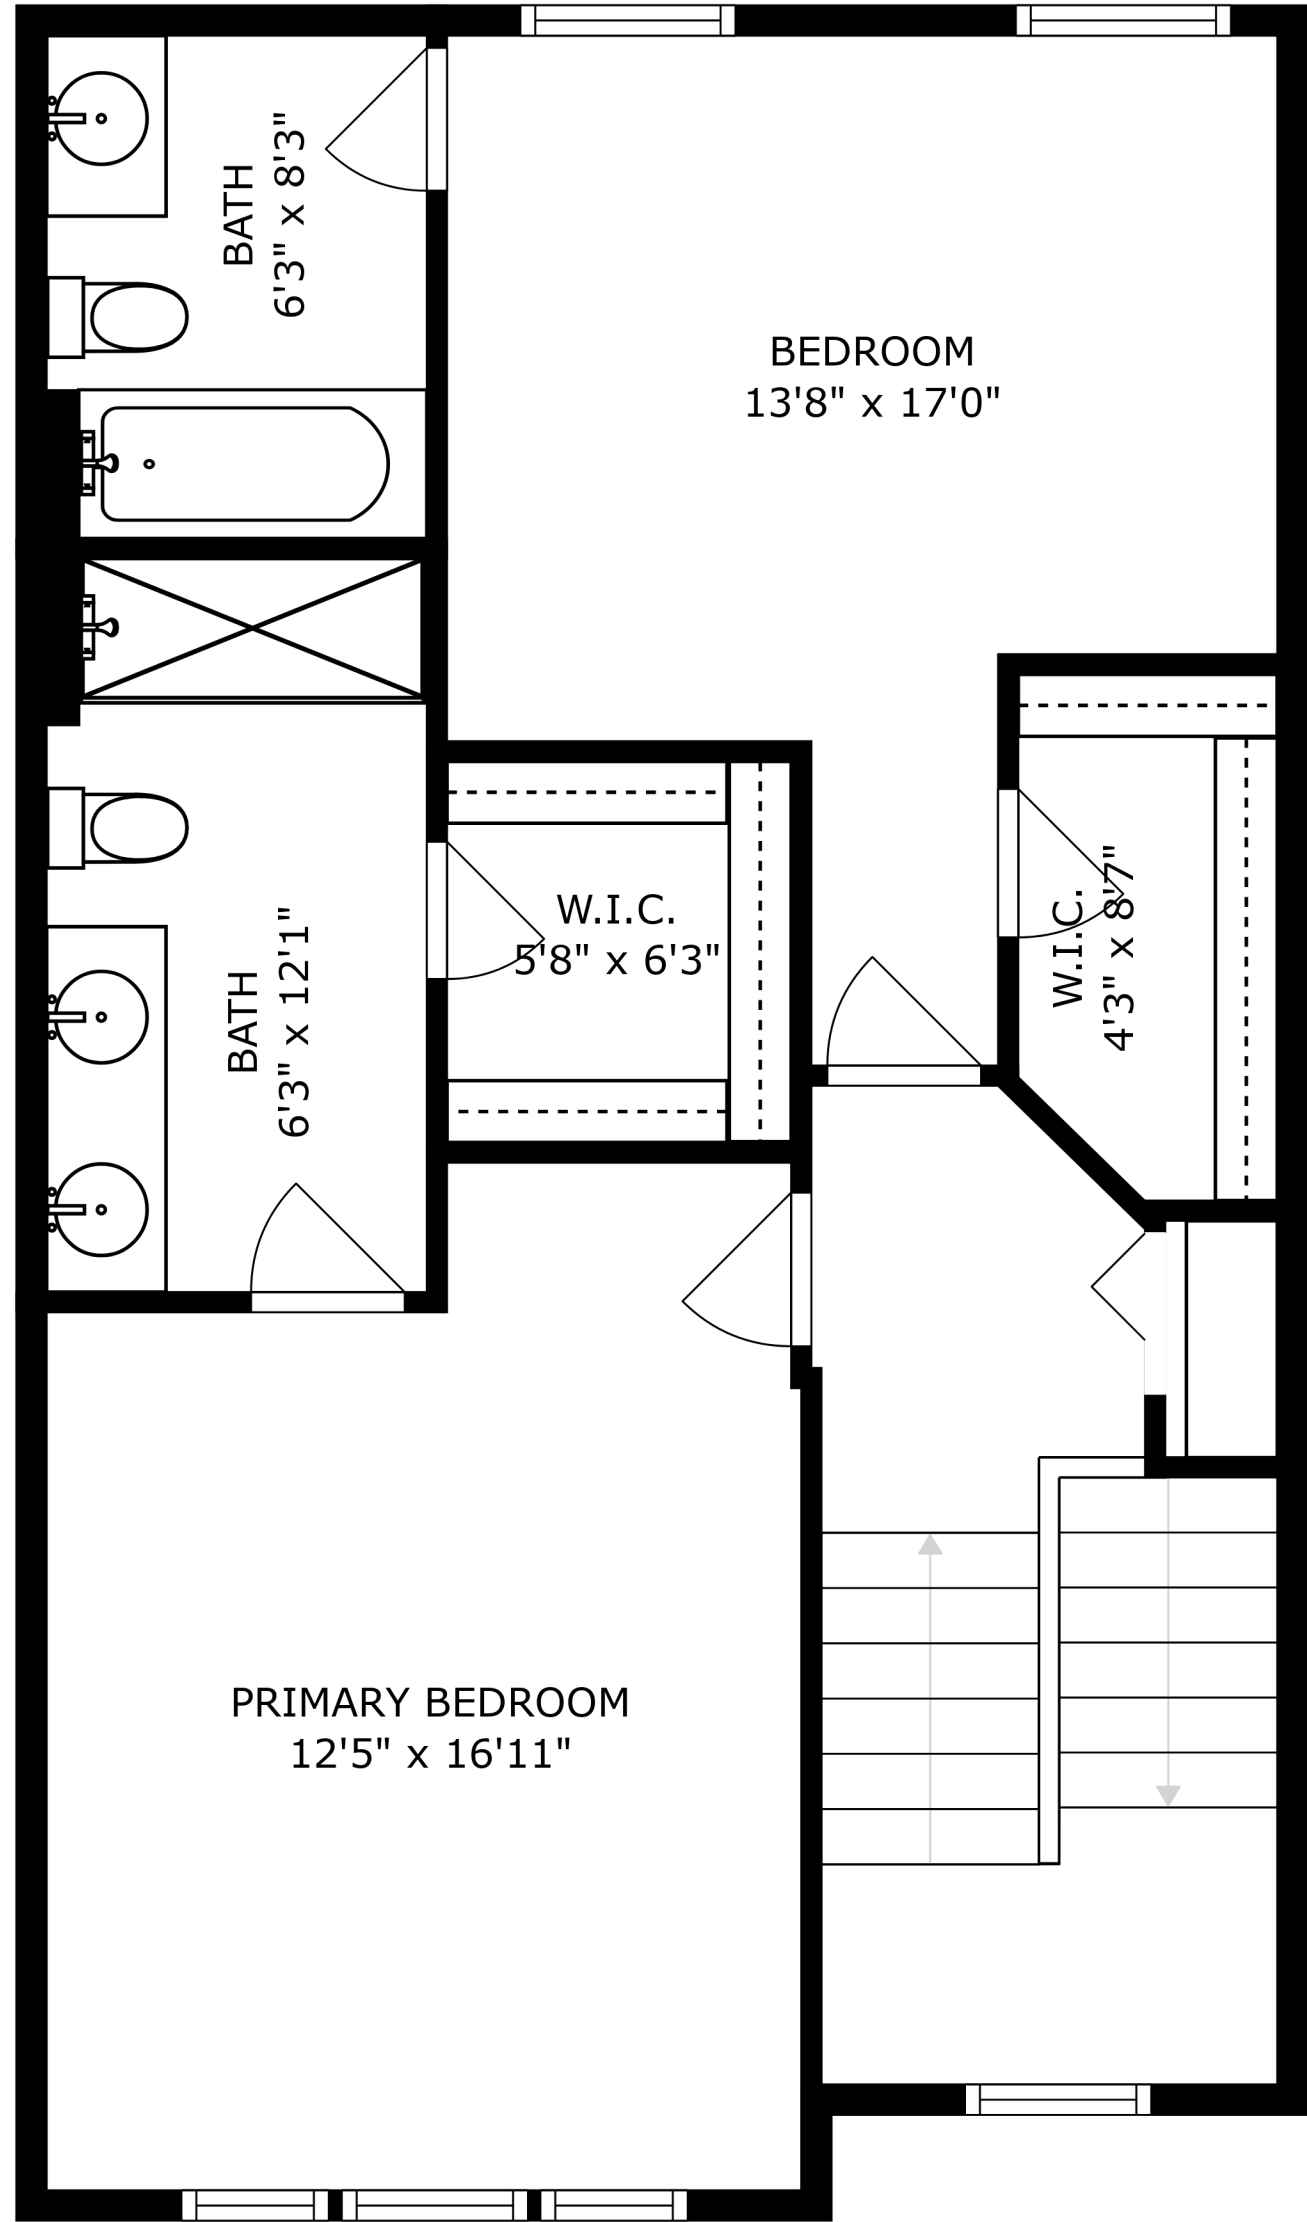 BATH
6'3" x 8'3"
BEDROOM
13'8" x 17'0"
W.I.C.
5'8" x 6'3"
W.I.C.
4'3" x 8'7"
BATH
6'3" x 12'1"
PRIMARY BEDROOM
12'5" x 16'11"